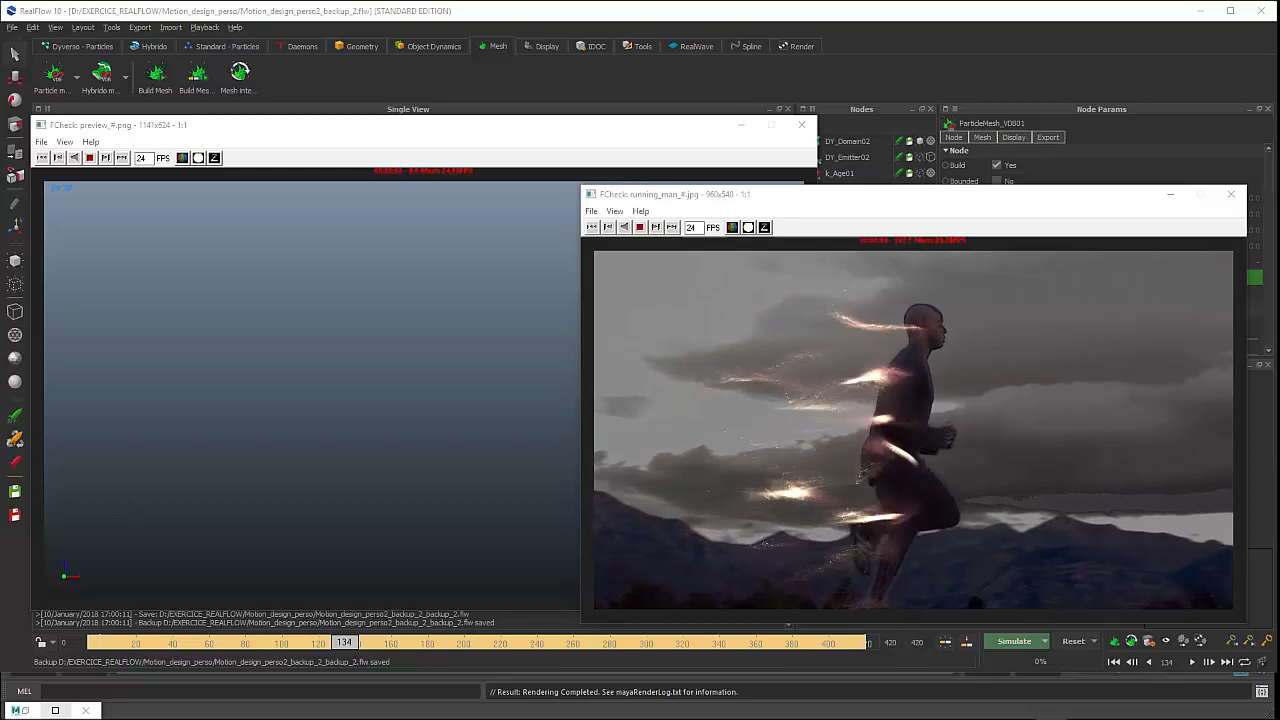 RealFlow 10 - [D:/EXERCICE_REALFLOW/Motion_design_perso/Motion_design_perso2_backup_2.flw] (STANDARD EDITION)
File Edit View Layout Tools Export Import Playback Help
Dyverso - Particles Hybrido Standard - Particles Daemons Geometry Object Dynamics Mesh Display IDOC Tools RealWave Spline Render
Particle m... Hybrido m... Build Mesh Build Mes... Mesh inte...
Single View Nodes Node Params
FCheck: preview_#.png - 1141x624 - 1:1
ParticleMesh_VDB01
File View Help
Node Mesh Display Export
DY_Domain02
Node
24 FPS
DY_Emitter02
Build Yes
k_Age01
Bounded No
persp
FCheck: running_man_#.jpg - 960x540 - 1:1
File View Help
24 FPS
>[10/January/2018 17:00:11] - Save: D:/EXERCICE_REALFLOW/Motion_design_perso/Motion_design_perso2_backup_2_backup_2.flw
>[10/January/2018 17:00:11] - Backup D:/EXERCICE_REALFLOW/Motion_design_perso/Motion_design_perso2_backup_2_backup_2.flw saved
0 20 40 60 80 100 120 134 160 180 200 220 240 260 280 300 320 340 360 380 400 420 420 Simulate Reset
Backup D:/EXERCICE_REALFLOW/Motion_design_perso/Motion_design_perso2_backup_2_backup_2.flw saved
0% 134
MEL // Result: Rendering Completed. See mayaRenderLog.txt for information.